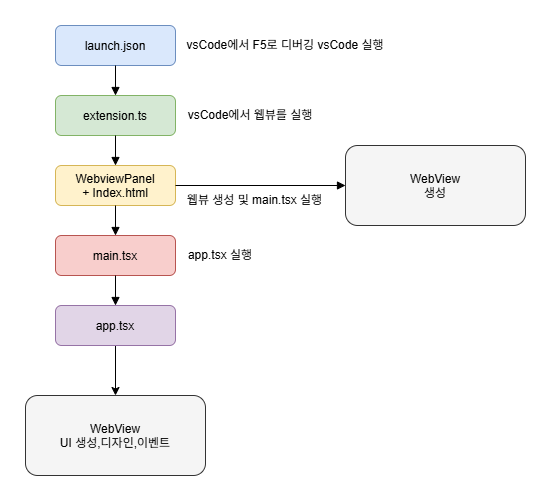 launch.json
vsCode에서 F5로 디버깅 vsCode 실행
extension.ts
vsCode에서 웹뷰를 실행
WebviewPanel
+ Index.html
웹뷰 생성 및 main.tsx 실행
WebView
생성
main.tsx
app.tsx 실행
app.tsx
WebView
UI 생성,디자인,이벤트